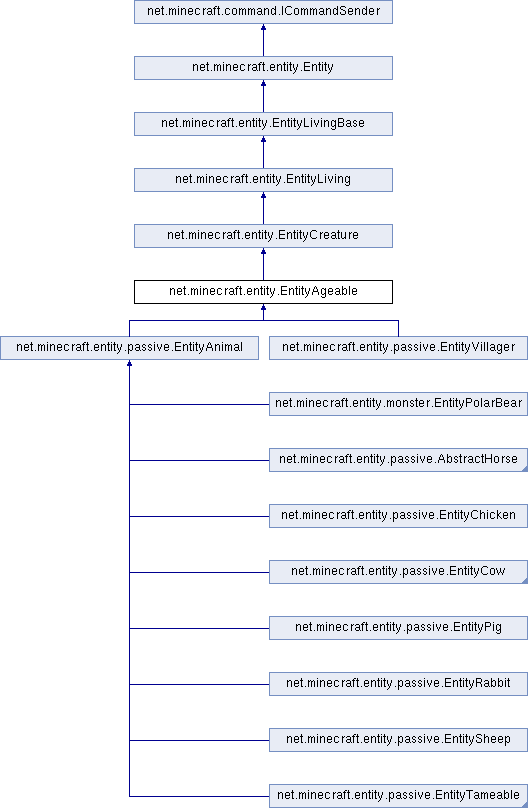 net.minecraft.command.ICommandSender
net.minecraft.entity.Entity
net.minecraft.entity.EntityLivingBase
net.minecraft.entity.EntityLiving
net.minecraft.entity.EntityCreature
net.minecraft.entity.EntityAgeable
net.minecraft.entity.passive.EntityAnimal
net.minecraft.entity.passive.EntityVillager
net.minecraft.entity.monster.EntityPolarBear
net.minecraft.entity.passive.AbstractHorse
net.minecraft.entity.passive.EntityChicken
net.minecraft.entity.passive.EntityCow
net.minecraft.entity.passive.EntityPig
net.minecraft.entity.passive.EntityRabbit
net.minecraft.entity.passive.EntitySheep
net.minecraft.entity.passive.EntityTameable